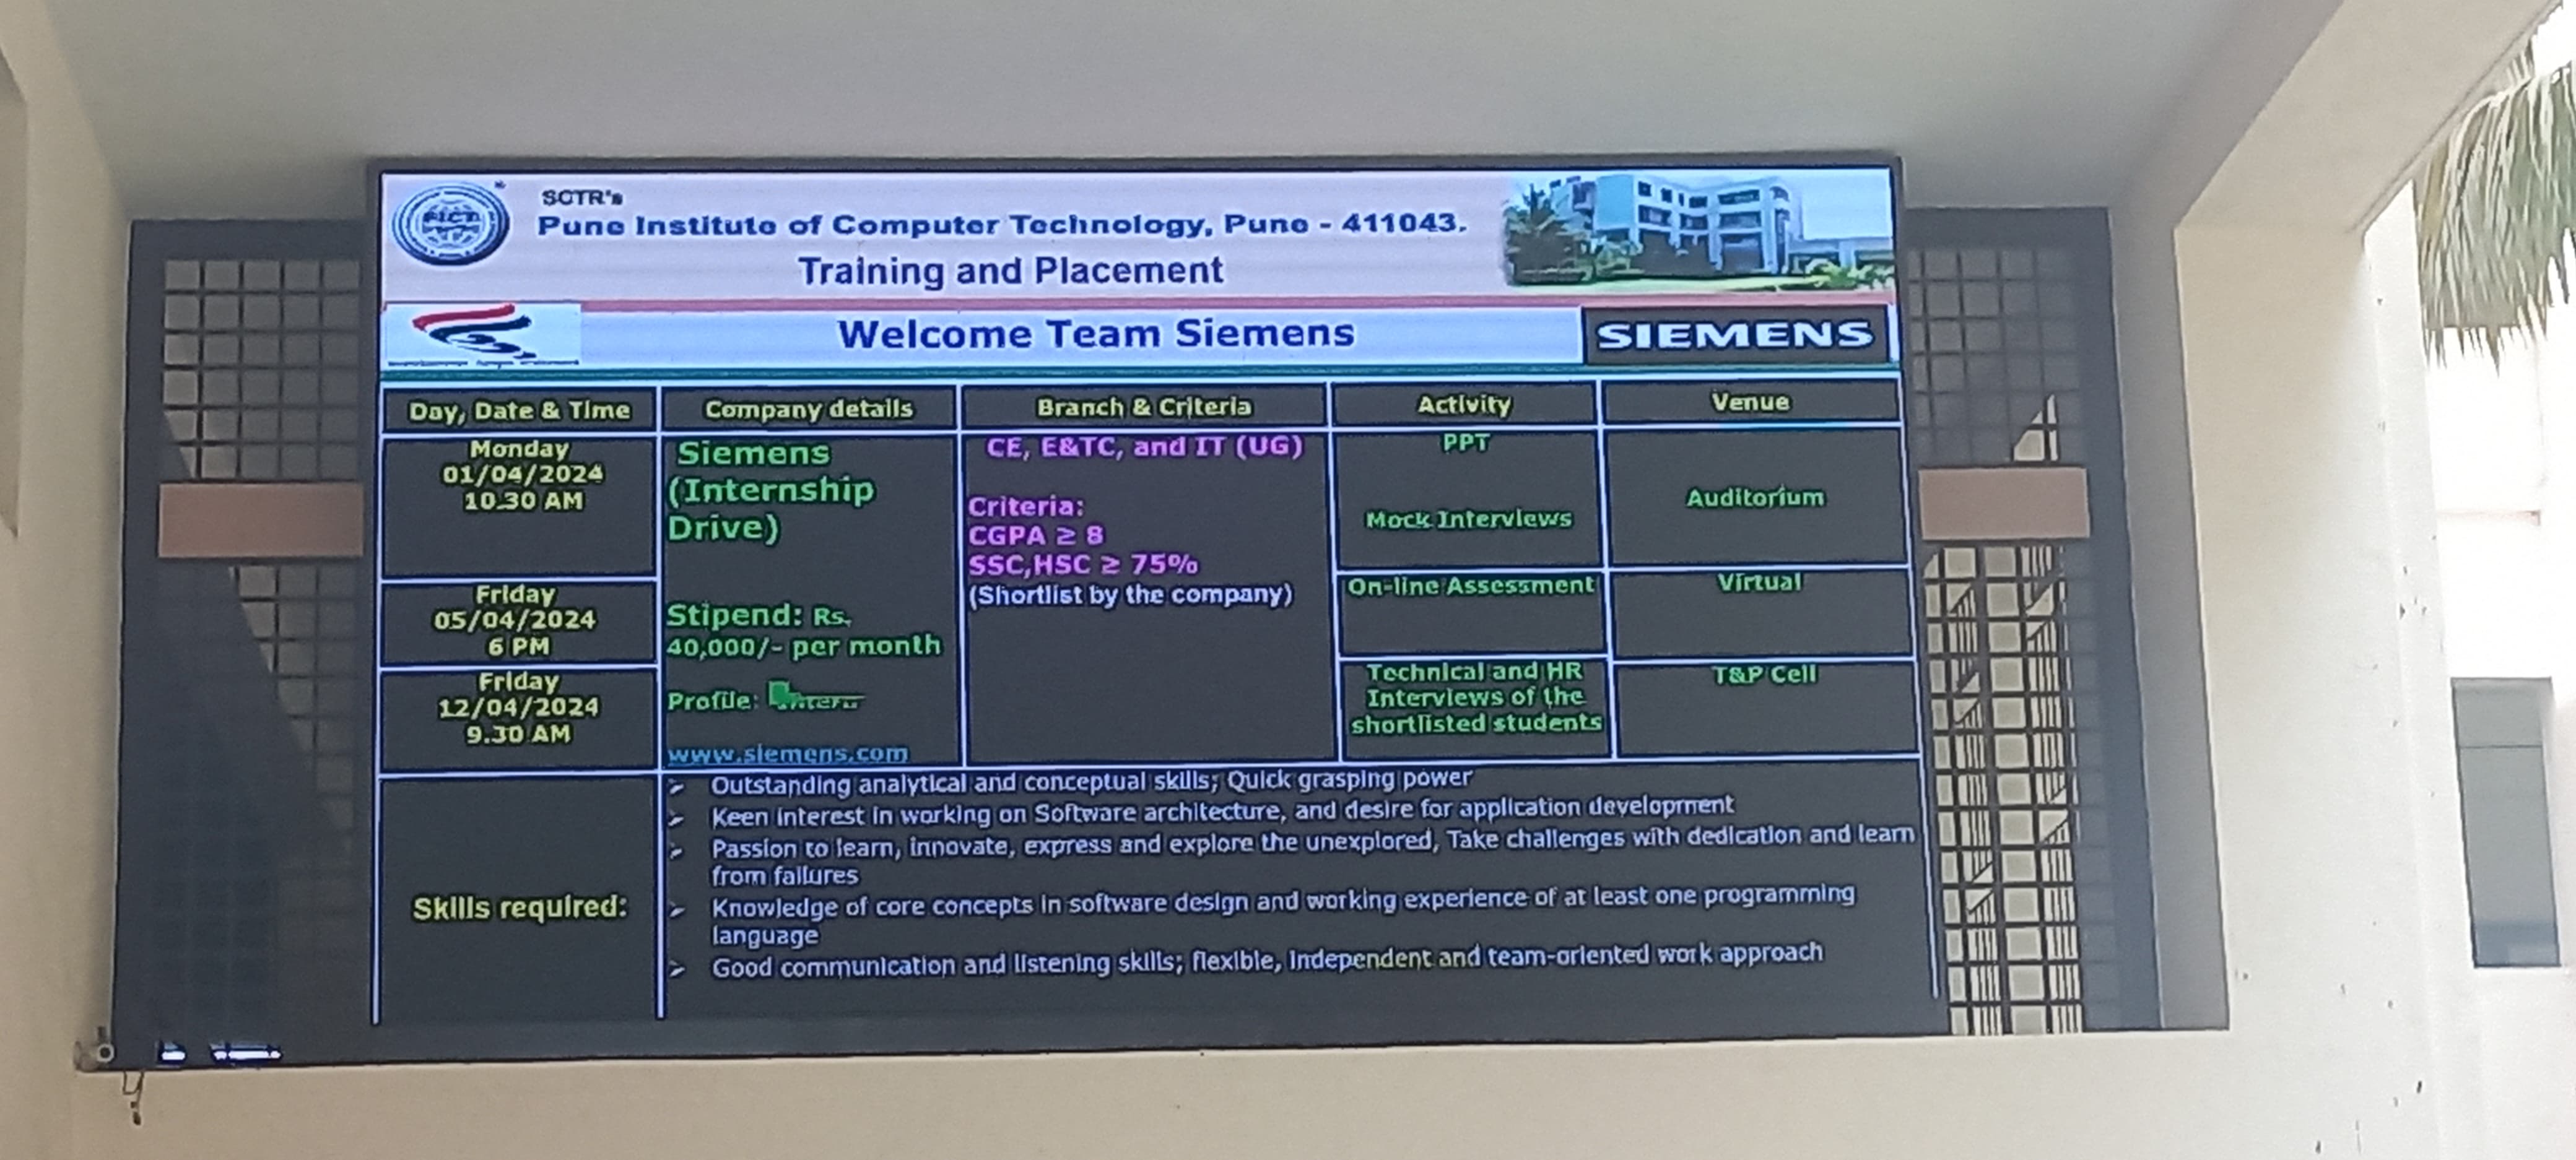 SCTR's
Pune Institute of Computer Technology, Pune - 411043.
Training and Placement
Welcome Team Siemens
SIEMENS
Day, Date & Time
Company details
Branch & Criteria
Activity
Venue
Monday
01/04/2024
10.30 AM
Siemens
(Internship
Drive)
CE, E&TC, and IT (UG)
Criteria:
CGPA ≥ 8
SSC,HSC ≥ 75%
(Shortlist by the company)
PPT
Mock Interviews
Auditorium
Friday
05/04/2024
6 PM
Stipend: Rs.
40,000/- per month
On-line Assessment
Virtual
Friday
12/04/2024
9.30 AM
Profile:
www.siemens.com
Technical and HR
Interviews of the
shortlisted students
T&P Cell
Skills required:
➢ Outstanding analytical and conceptual skills; Quick grasping power
➢ Keen interest in working on Software architecture, and desire for application development
➢ Passion to learn, innovate, express and explore the unexplored, Take challenges with dedication and learn
from failures
➢ Knowledge of core concepts in software design and working experience of at least one programming
language
➢ Good communication and listening skills; flexible, independent and team-oriented work approach